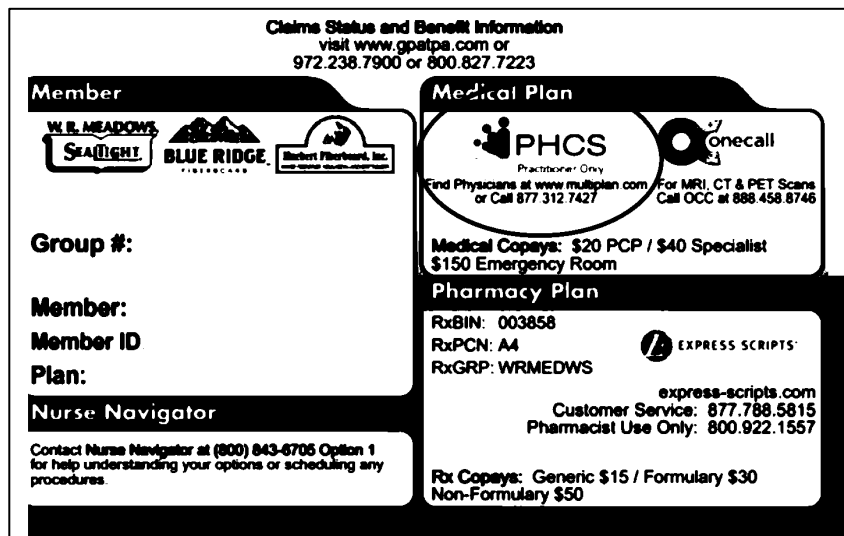 Claims Status and Benefit Information
visit www.gpatpa.com or
972.238.7900 or 800.827.7223
Member
W. R. MEADOWS
SEALTIGHT
BLUE RIDGE
FIBERBOARD
Huebert Fiberboard, Inc.
Group #:
Member:
Member ID
Plan:
Nurse Navigator
Contact Nurse Navigator at (800) 843-6705 Option 1
for help understanding your options or scheduling any
procedures.
Medical Plan
PHCS
Practitioner Only
Find Physicians at www.multiplan.com
or Call 877.312.7427
onecall
For MRI, CT & PET Scans
Call OCC at 888.458.8746
Medical Copays: $20 PCP / $40 Specialist
$150 Emergency Room
Pharmacy Plan
RxBIN: 003858
RxPCN: A4
RxGRP: WRMEDWS
EXPRESS SCRIPTS
express-scripts.com
Customer Service: 877.788.5815
Pharmacist Use Only: 800.922.1557
Rx Copays: Generic $15 / Formulary $30
Non-Formulary $50